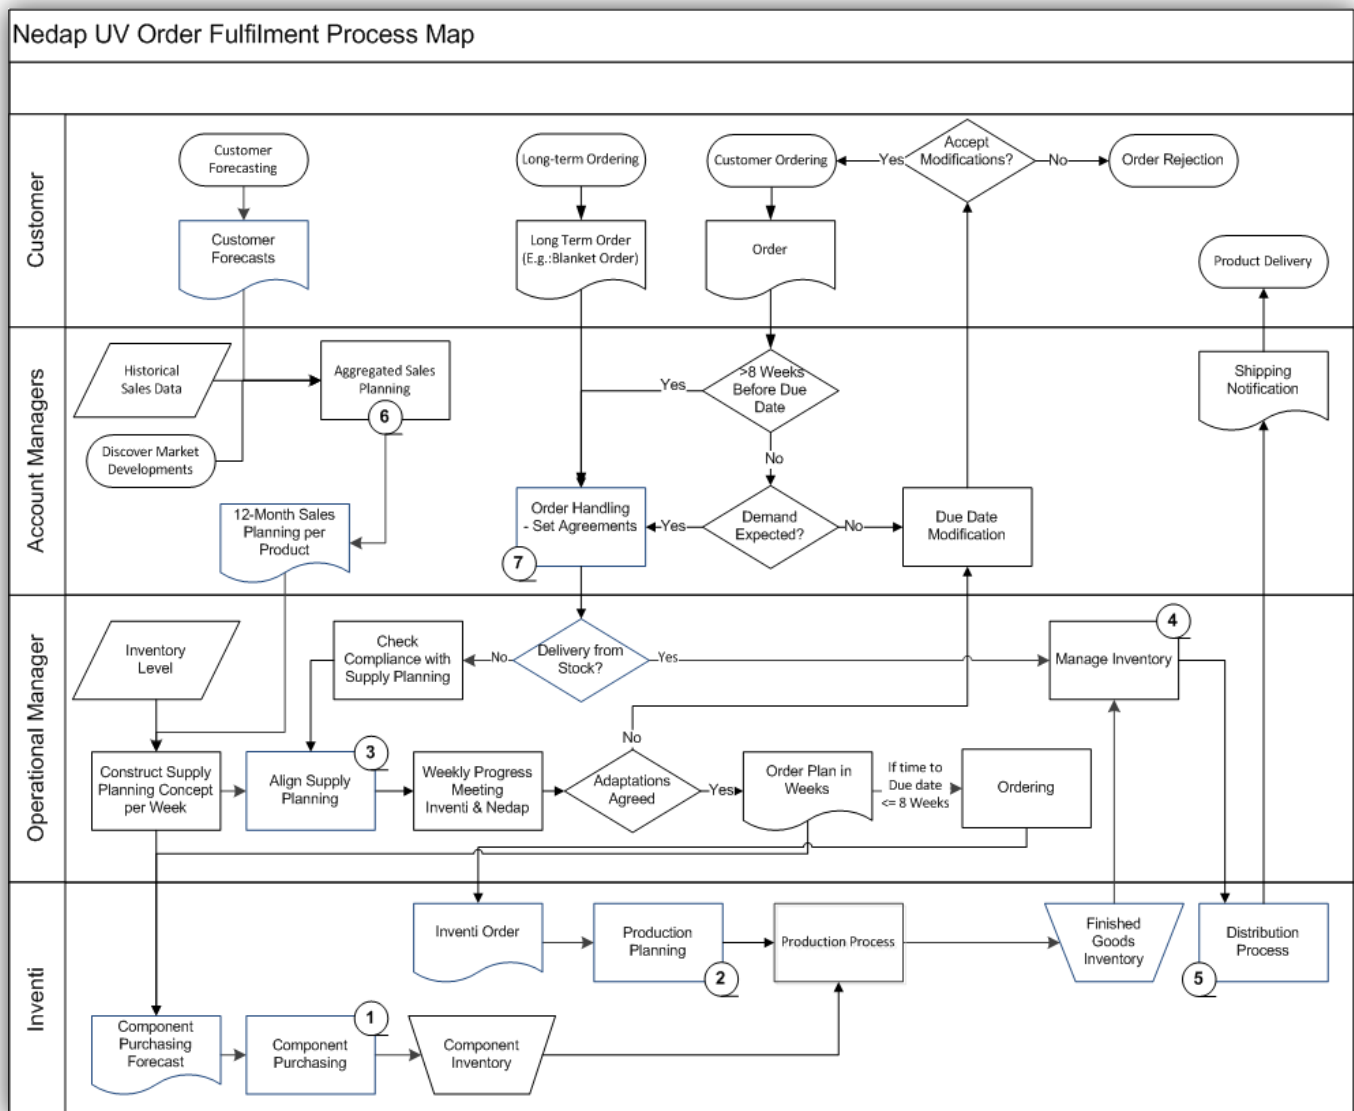 Nedap UV Order Fulfilment Process Map
Customer
Customer
Forecasting
Long-term Ordering
Customer Ordering
Yes
Accept
Modifications?
No
Order Rejection
Customer
Forecasts
Long Term Order
(E.g.:Blanket Order)
Order
Product Delivery
Account Managers
Historical
Sales Data
Aggregated Sales
Planning
6
Yes
>8 Weeks
Before Due
Date
Shipping
Notification
Discover Market
Developments
No
12-Month Sales
Planning per
Product
Order Handling
- Set Agreements
7
Yes
Demand
Expected?
No
Due Date
Modification
Operational Manager
Inventory
Level
Check
Compliance with
Supply Planning
No
Delivery from
Stock?
Yes
Manage Inventory
4
No
Construct Supply
Planning Concept
per Week
Align Supply
Planning
3
Weekly Progress
Meeting
Inventi & Nedap
Adaptations
Agreed
Yes
Order Plan in
Weeks
If time to
Due date
<= 8 Weeks
Ordering
Inventi
Inventi Order
Production
Planning
2
Production Process
Finished
Goods
Inventory
Distribution
Process
5
Component
Purchasing
Forecast
Component
Purchasing
1
Component
Inventory